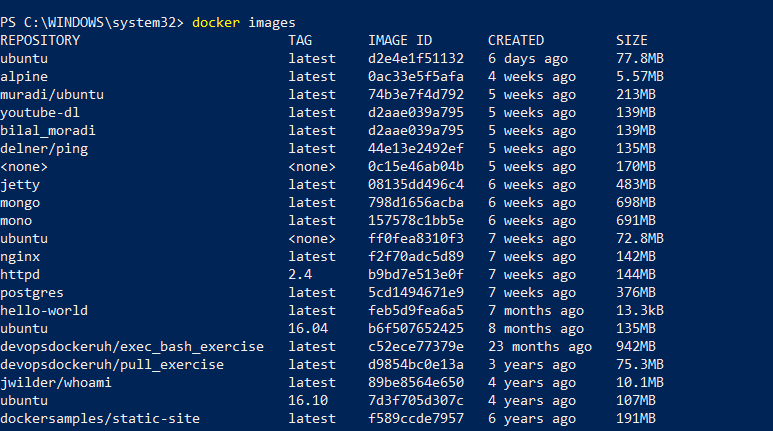 PS C:\WINDOWS\system32> docker images
REPOSITORY TAG IMAGE ID CREATED SIZE
ubuntu latest d2e4e1f51132 6 days ago 77.8MB
alpine latest 0ac33e5f5afa 4 weeks ago 5.57MB
muradi/ubuntu latest 74b3e7f4d792 5 weeks ago 213MB
youtube-dl latest d2aae039a795 5 weeks ago 139MB
bilal_moradi latest d2aae039a795 5 weeks ago 139MB
delner/ping latest 44e13e2492ef 5 weeks ago 135MB
<none> <none> 0c15e46ab04b 5 weeks ago 170MB
jetty latest 08135dd496c4 6 weeks ago 483MB
mongo latest 798d1656acba 6 weeks ago 698MB
mono latest 157578c1bb5e 6 weeks ago 691MB
ubuntu <none> ff0fea8310f3 7 weeks ago 72.8MB
nginx latest f2f70adc5d89 7 weeks ago 142MB
httpd 2.4 b9bd7e513e0f 7 weeks ago 144MB
postgres latest 5cd1494671e9 7 weeks ago 376MB
hello-world latest feb5d9fea6a5 7 months ago 13.3kB
ubuntu 16.04 b6f507652425 8 months ago 135MB
devopsdockeruh/exec_bash_exercise latest c52ece77379e 23 months ago 942MB
devopsdockeruh/pull_exercise latest d9854bc0e13a 3 years ago 75.3MB
jwilder/whoami latest 89be8564e650 4 years ago 10.1MB
ubuntu 16.10 7d3f705d307c 4 years ago 107MB
dockersamples/static-site latest f589ccde7957 6 years ago 191MB